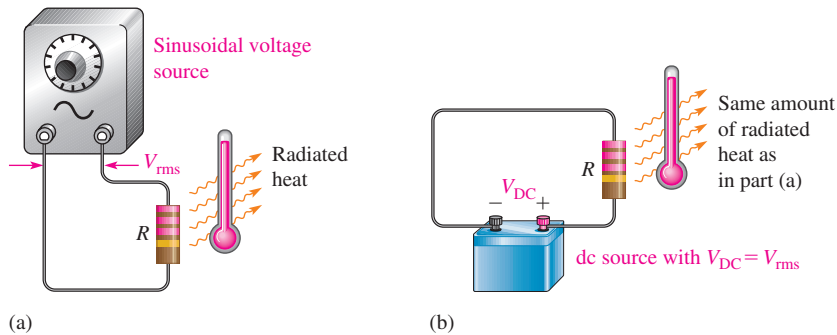 Sinusoidal voltage
source
V_rms
Radiated
heat
R
(a)
Same amount
of radiated
heat as
in part (a)
R
V_DC
− +
dc source with V_DC = V_rms
(b)